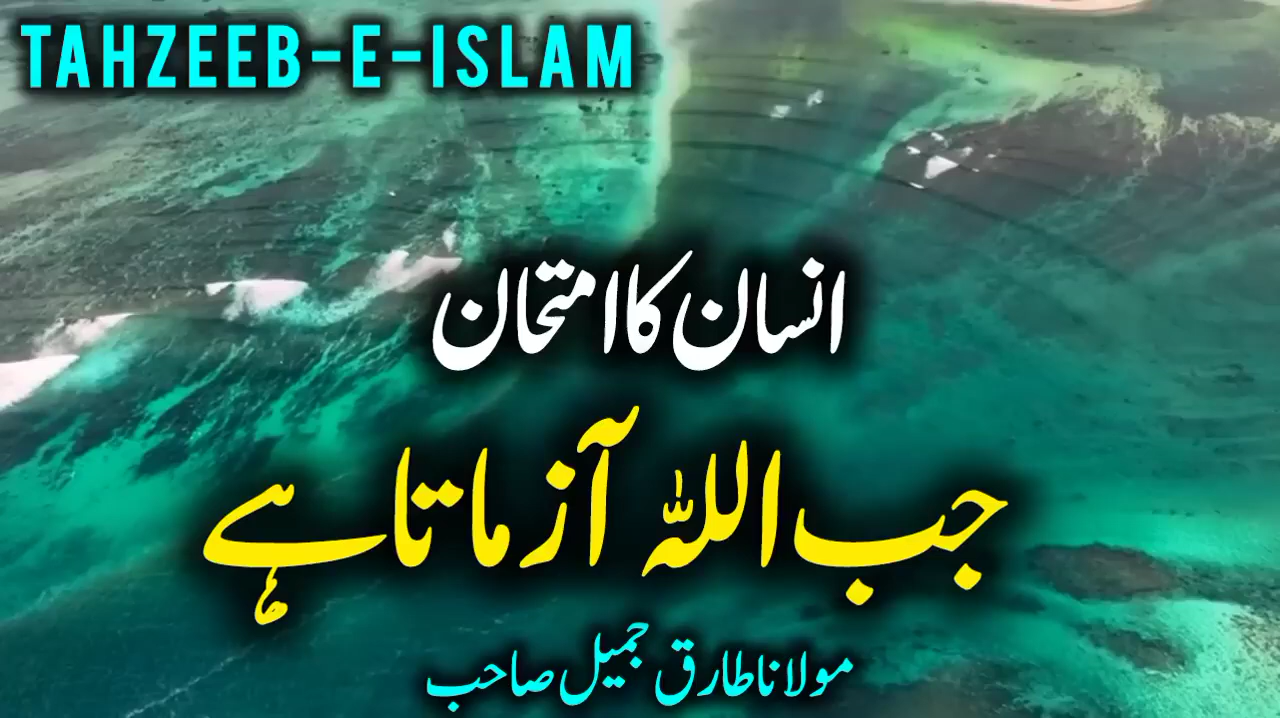 TAHZEEB-E-ISLAM
انسان کا امتحان
جب اللہ آزماتا ہے
مولانا طارق جمیل صاحب